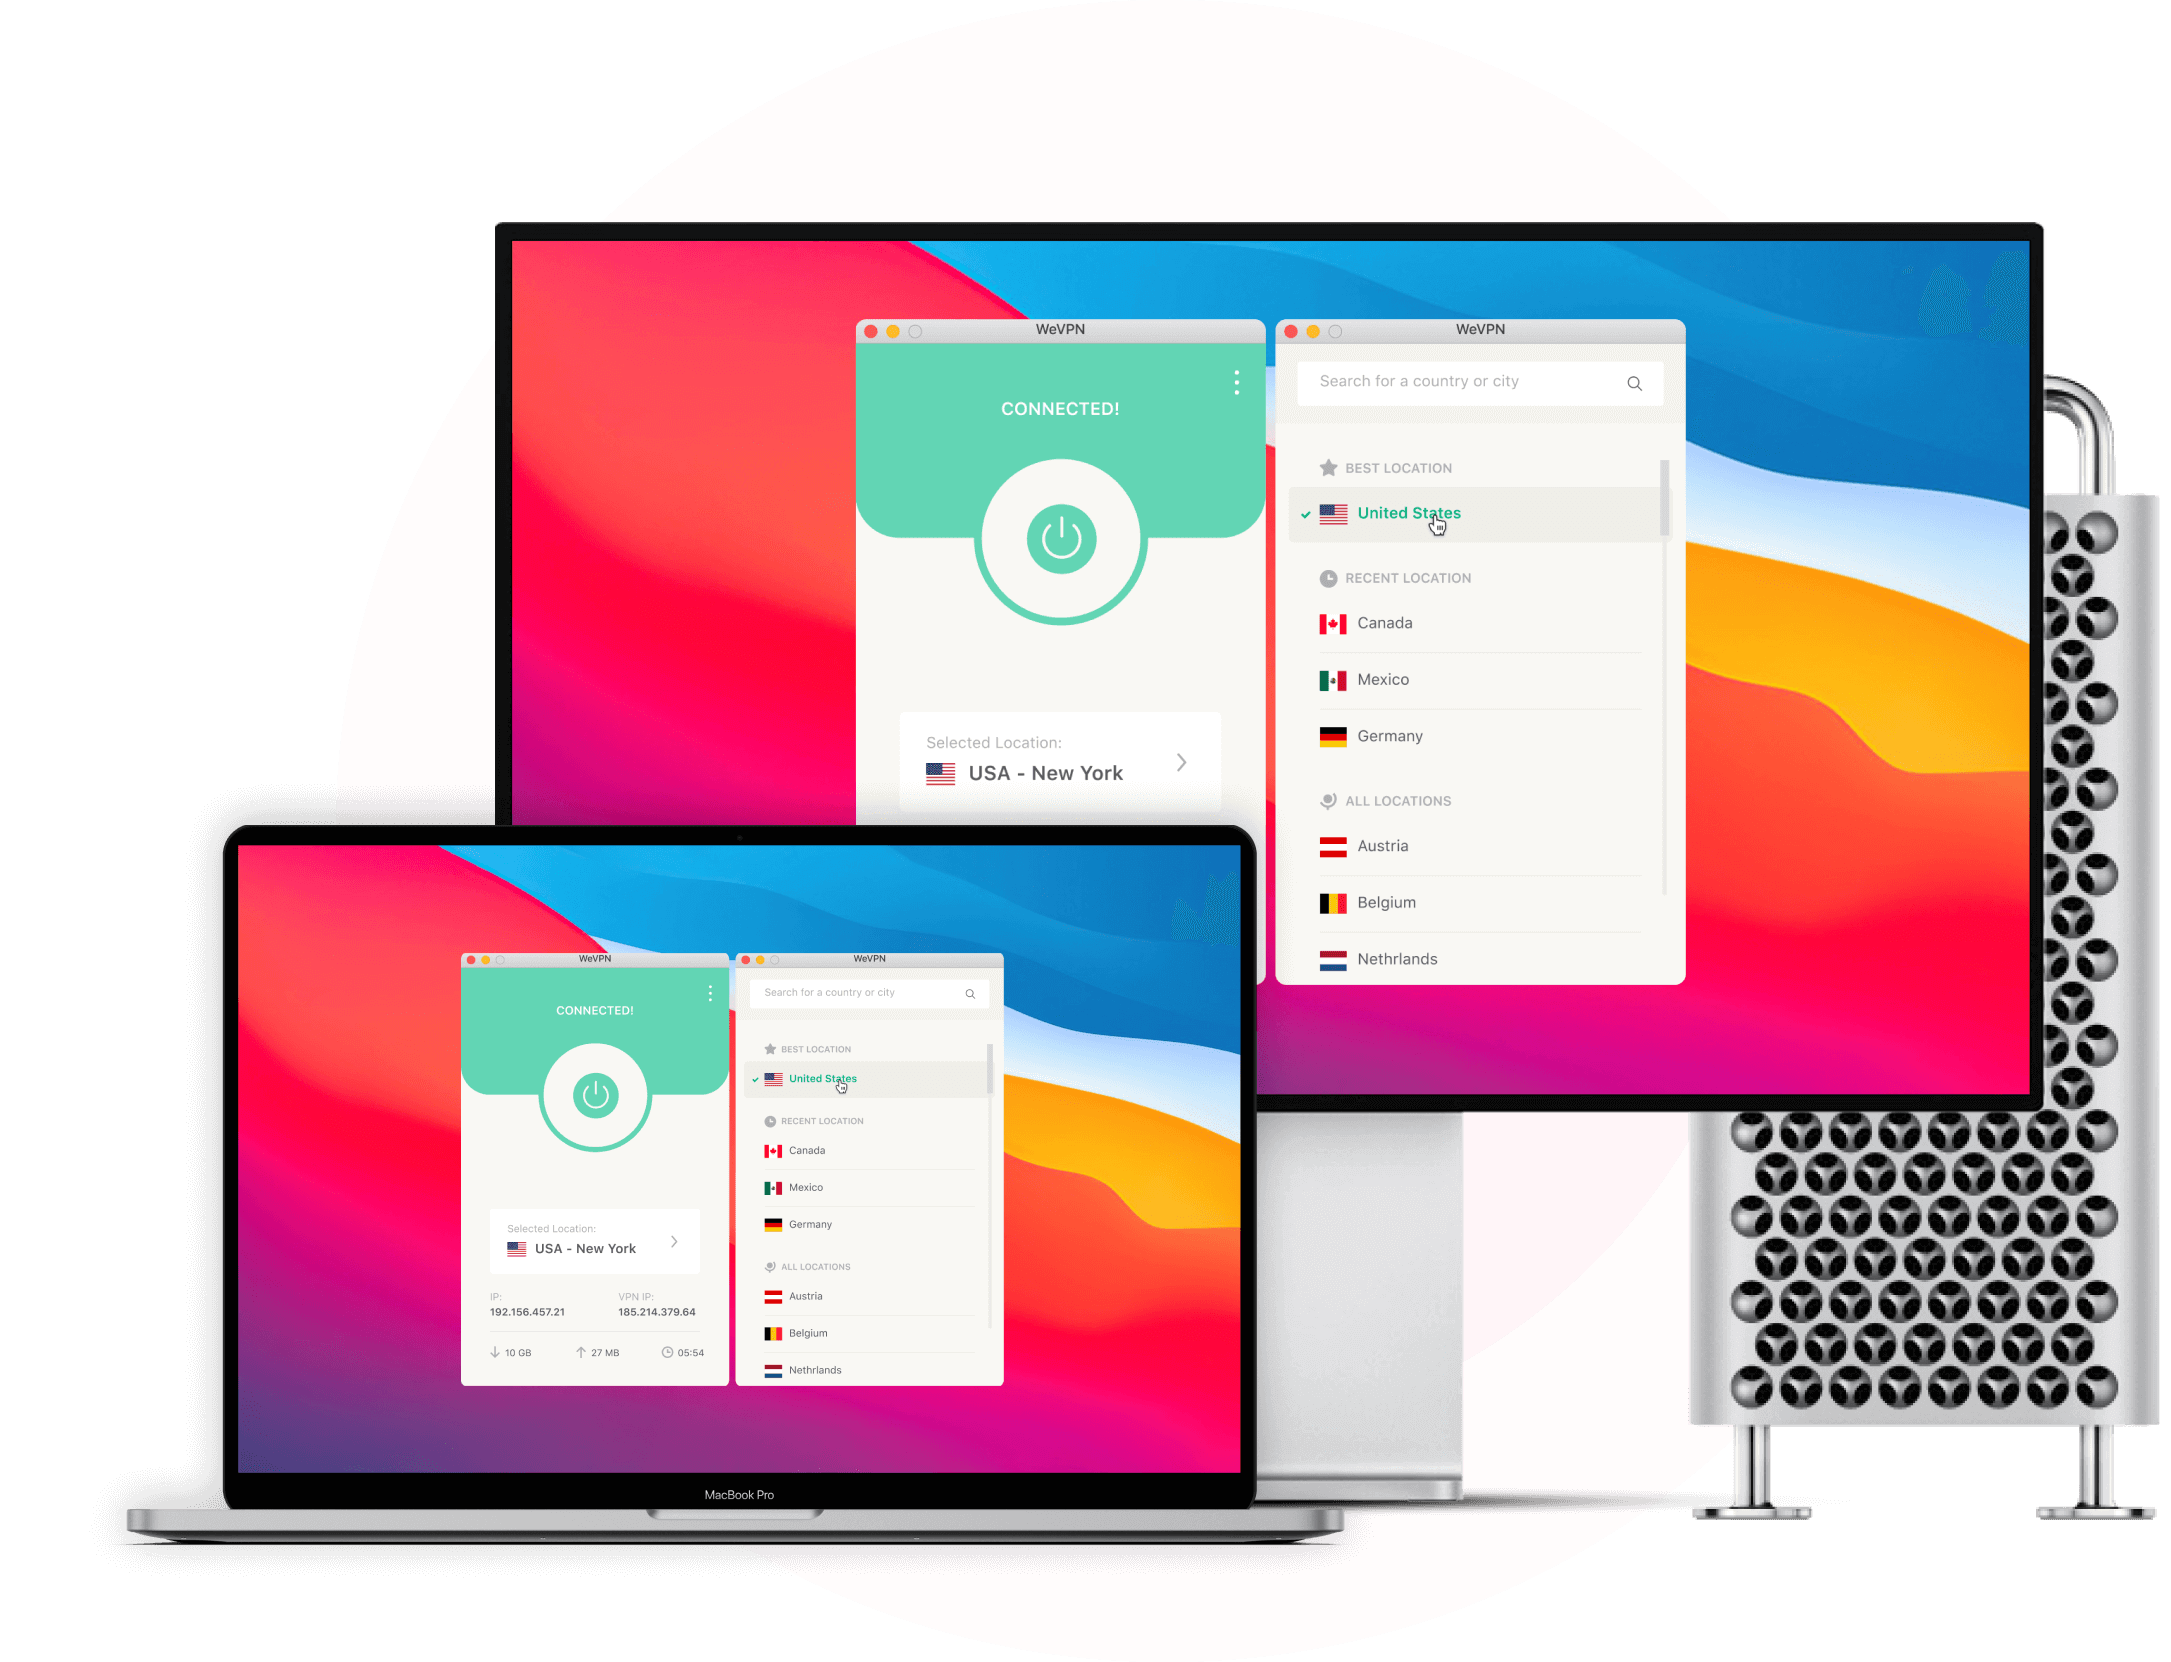 WeVPN
CONNECTED!
Selected Location:
USA - New York
WeVPN
Search for a country or city
BEST LOCATION
United States
RECENT LOCATION
Canada
Mexico
Germany
ALL LOCATIONS
Austria
Belgium
Nethrlands
WeVPN
CONNECTED!
Selected Location:
USA - New York
IP:
VPN IP:
192.156.457.21
185.214.379.64
10 GB
27 MB
05:54
WeVPN
Search for a country or city
BEST LOCATION
United States
RECENT LOCATION
Canada
Mexico
Germany
ALL LOCATIONS
Austria
Belgium
Nethrlands
MacBook Pro